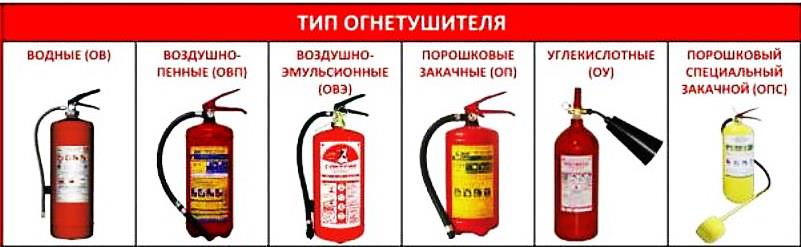 ТИП ОГНЕТУШИТЕЛЯ
ВОДНЫЕ (ОВ)
ВОЗДУШНО-
ПЕННЫЕ (ОВП)
ВОЗДУШНО-
ЭМУЛЬСИОННЫЕ
(ОВЭ)
ПОРОШКОВЫЕ
ЗАКАЧНЫЕ (ОП)
УГЛЕКИСЛОТНЫЕ
(ОУ)
ПОРОШКОВЫЙ
СПЕЦИАЛЬНЫЙ
ЗАКАЧНОЙ (ОПС)